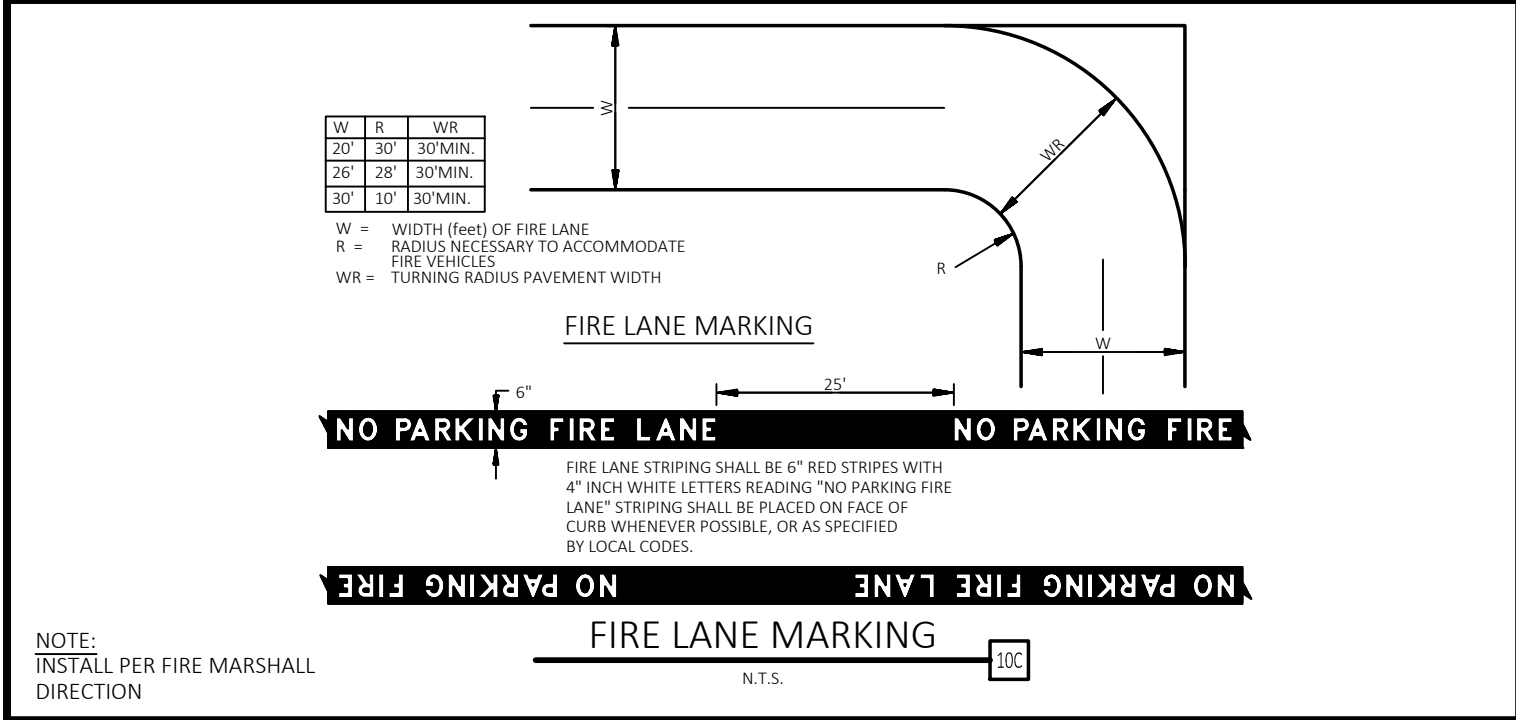 W
W R WR
20' 30' 30'MIN.
26' 28' 30'MIN.
30' 10' 30'MIN.
WR
W = WIDTH (feet) OF FIRE LANE
R = RADIUS NECESSARY TO ACCOMMODATE
FIRE VEHICLES
WR = TURNING RADIUS PAVEMENT WIDTH
R
FIRE LANE MARKING
W
6"
25'
NO PARKING FIRE LANE NO PARKING FIRE
FIRE LANE STRIPING SHALL BE 6" RED STRIPES WITH
4" INCH WHITE LETTERS READING "NO PARKING FIRE
LANE" STRIPING SHALL BE PLACED ON FACE OF
CURB WHENEVER POSSIBLE, OR AS SPECIFIED
BY LOCAL CODES.
NO PARKING FIRE LANE NO PARKING FIRE
FIRE LANE MARKING
10C
N.T.S.
NOTE:
INSTALL PER FIRE MARSHALL
DIRECTION